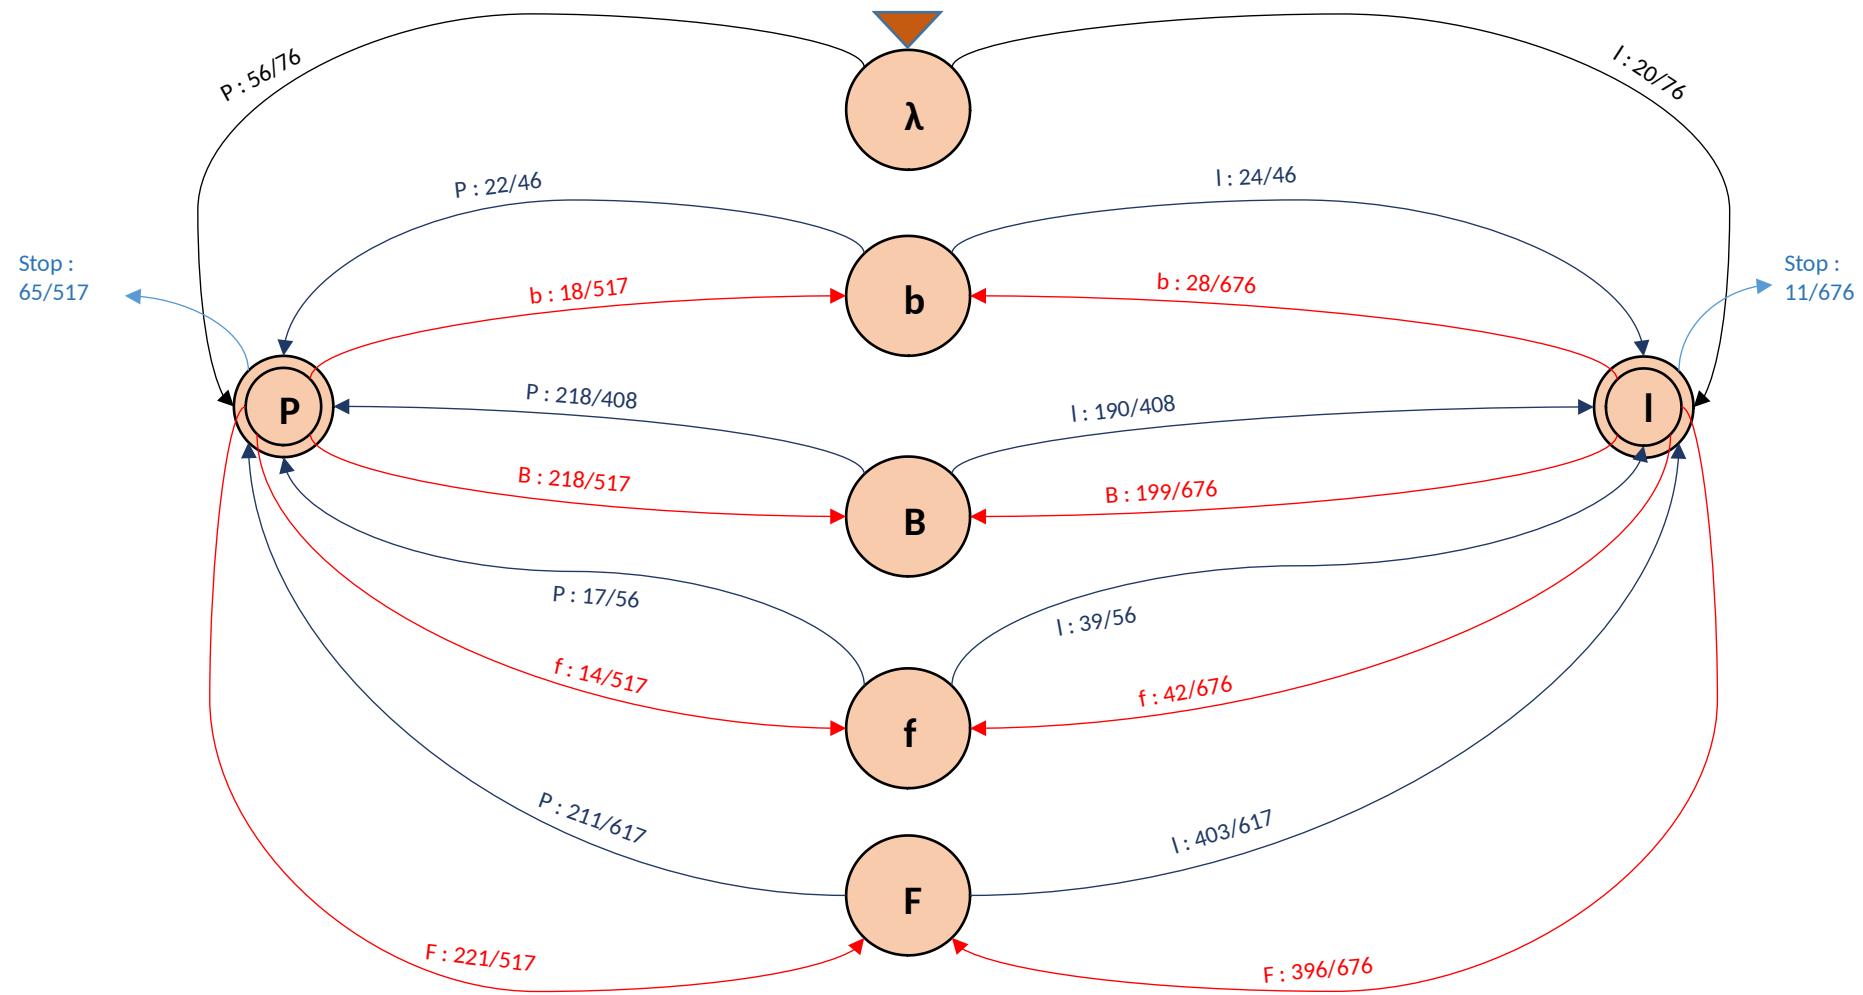 P : 56/76
l : 20/76
λ
P : 22/46
l : 24/46
Stop :
65/517
Stop :
11/676
b : 18/517
b
b : 28/676
P
P : 218/408
l : 190/408
l
B : 218/517
B
B : 199/676
P : 17/56
l : 39/56
f : 14/517
f
f : 42/676
P : 211/617
l : 403/617
F
F : 221/517
F : 396/676